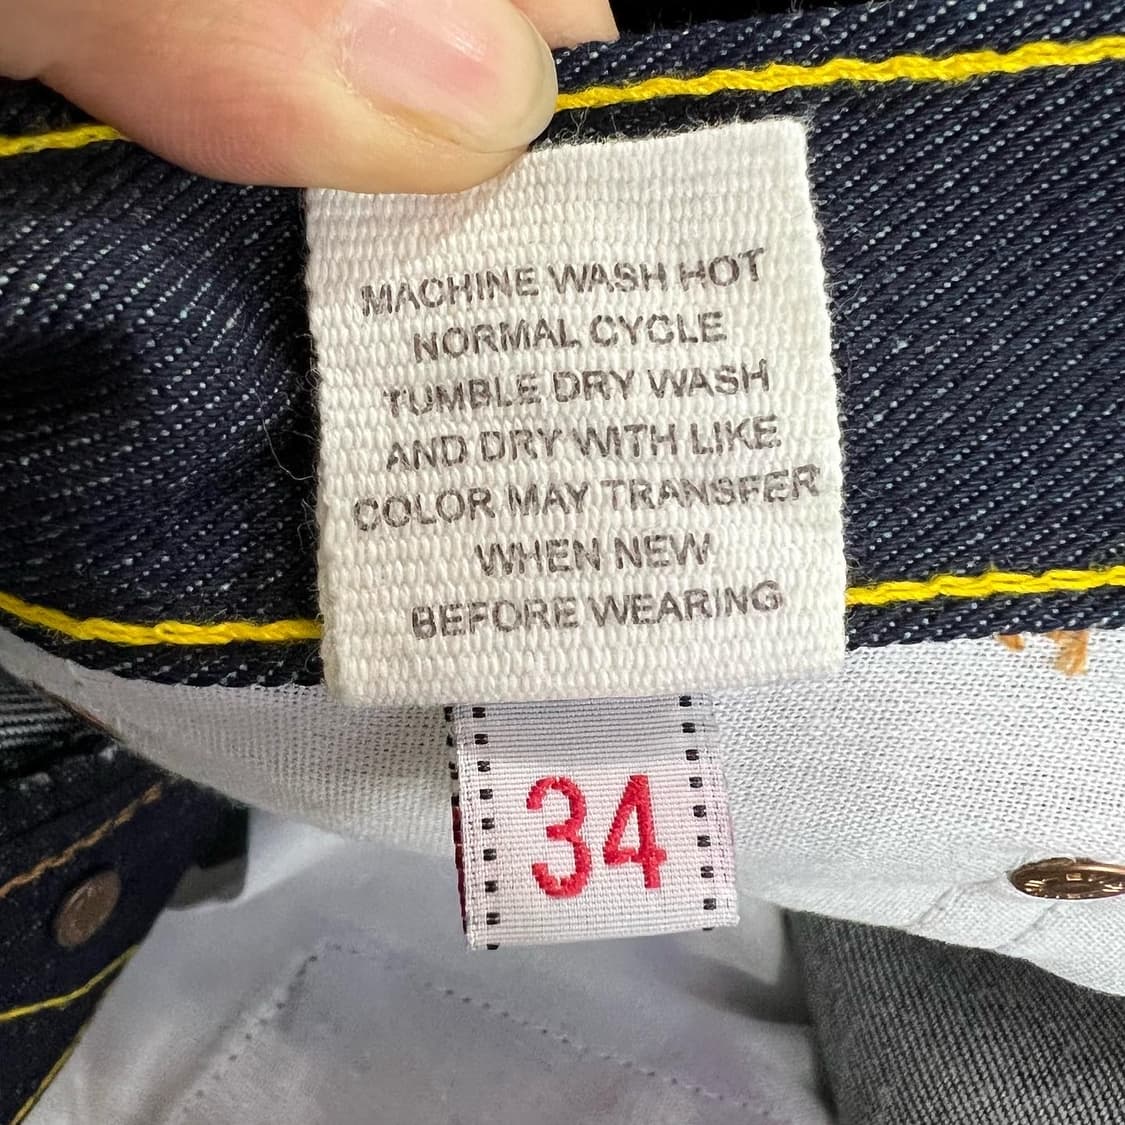 MACHINE WASH HOT
NORMAL CYCLE
TUMBLE DRY WASH
AND DRY WITH LIKE
COLOR MAY TRANSFER
WHEN NEW
BEFORE WEARING
34